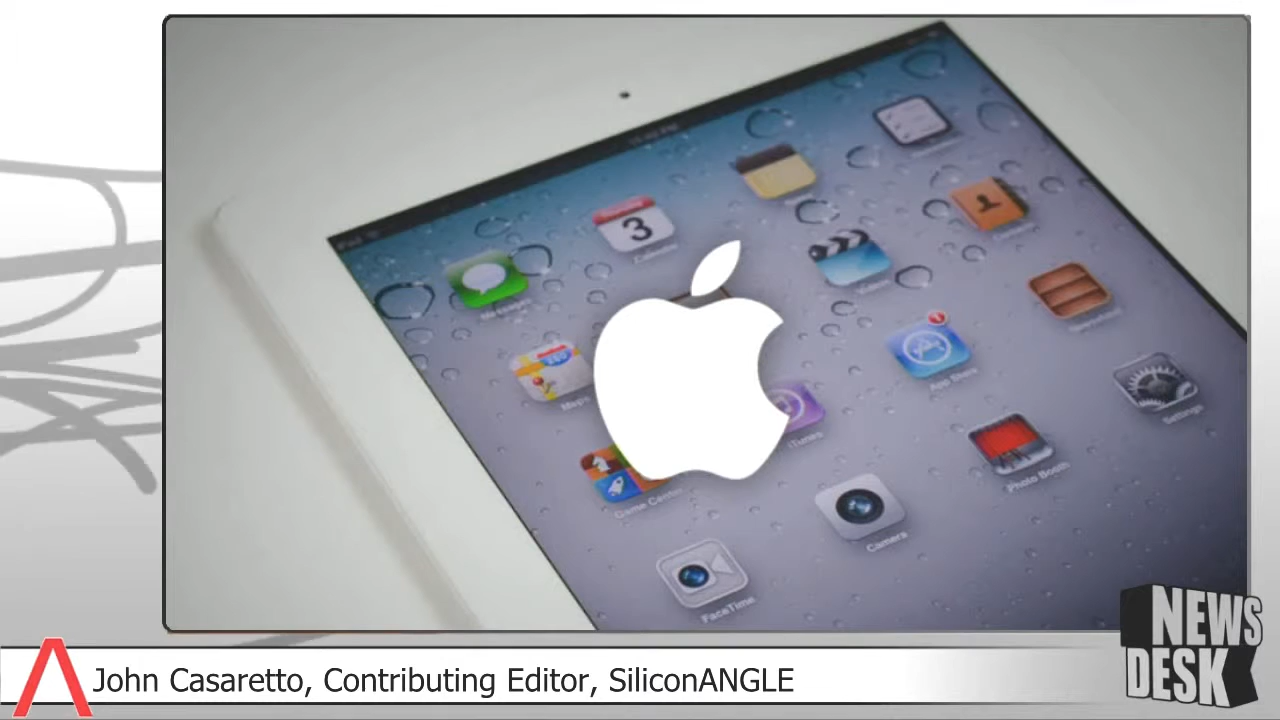 3
Maps
iTunes
App Store
Settings
Game Center
Photo Booth
Camera
FaceTime
John Casaretto, Contributing Editor, SiliconANGLE
NEWS
DESK